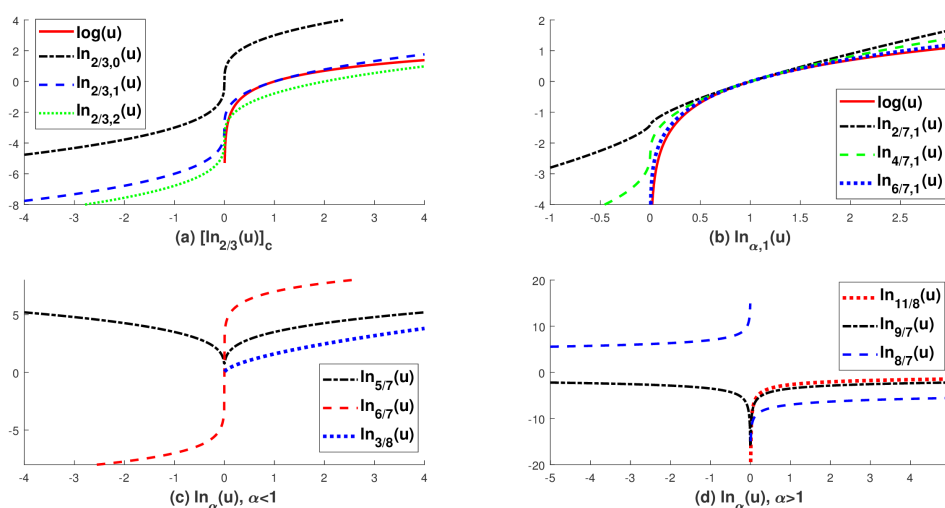 4
2
0
-2
-4
-6
-8
-4 -3 -2 -1 0 1 2 3 4
log(u)
ln2/3,0(u)
ln2/3,1(u)
ln2/3,2(u)
(a) [ln2/3(u)]c
2
1
0
-1
-2
-3
-4
-1 -0.5 0 0.5 1 1.5 2 2.5
log(u)
ln2/7,1(u)
ln4/7,1(u)
ln6/7,1(u)
(b) lnα,1(u)
5
0
-5
-4 -3 -2 -1 0 1 2 3 4
ln5/7(u)
ln6/7(u)
ln3/8(u)
(c) lnα(u), α<1
20
10
0
-10
-20
-5 -4 -3 -2 -1 0 1 2 3 4
ln11/8(u)
ln9/7(u)
ln8/7(u)
(d) lnα(u), α>1